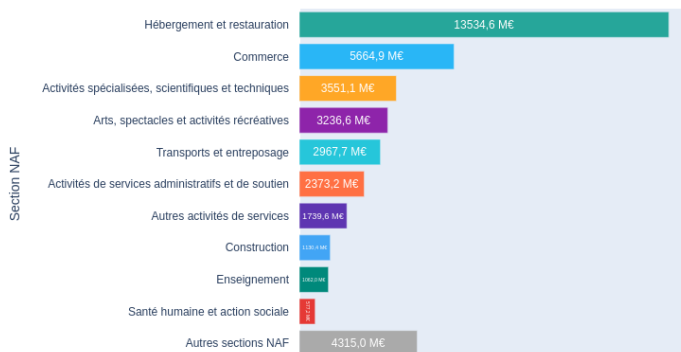 Section NAF
Hébergement et restauration 13534,6 M€
Commerce 5664,9 M€
Activités spécialisées, scientifiques et techniques 3551,1 M€
Arts, spectacles et activités récréatives 3236,6 M€
Transports et entreposage 2967,7 M€
Activités de services administratifs et de soutien 2373,2 M€
Autres activités de services 1739,6 M€
Construction
Enseignement
Santé humaine et action sociale
Autres sections NAF 4315,0 M€